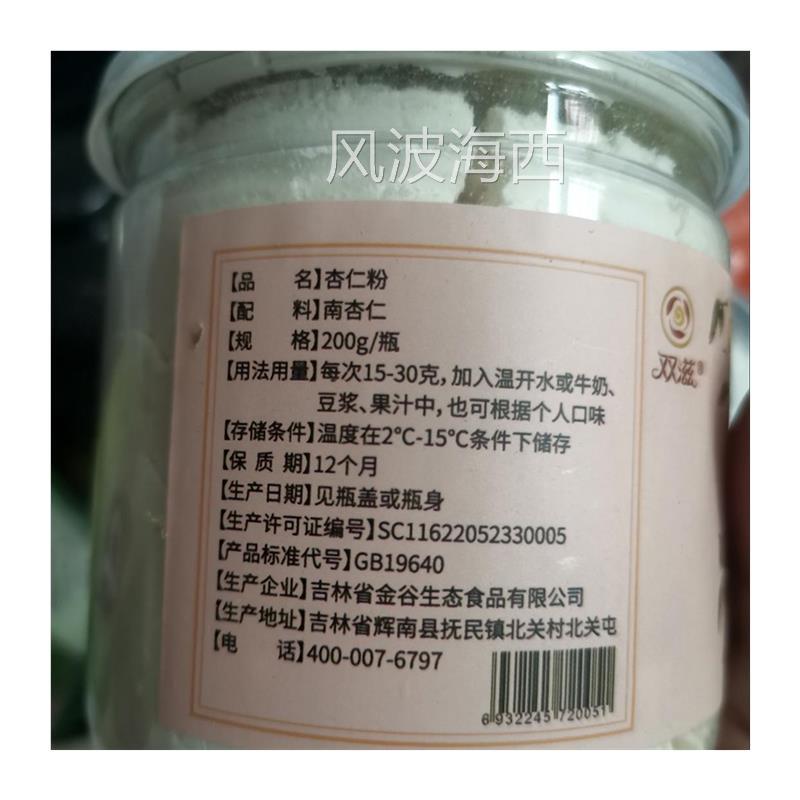 风波海西
【品 名】杏仁粉
【配 料】南杏仁
【规 格】200g/瓶
【用法用量】每次15-30克，加入温开水或牛奶、
豆浆、果汁中，也可根据个人口味
【存储条件】温度在2°C-15°C条件下储存
【保 质 期】12个月
【生产日期】见瓶盖或瓶身
【生产许可证编号】SC11622052330005
【产品标准代号】GB19640
【生产企业】吉林省金谷生态食品有限公司
【生产地址】吉林省辉南县抚民镇北关村北关屯
【电 话】400-007-6797
6 932245 720051
双滋®